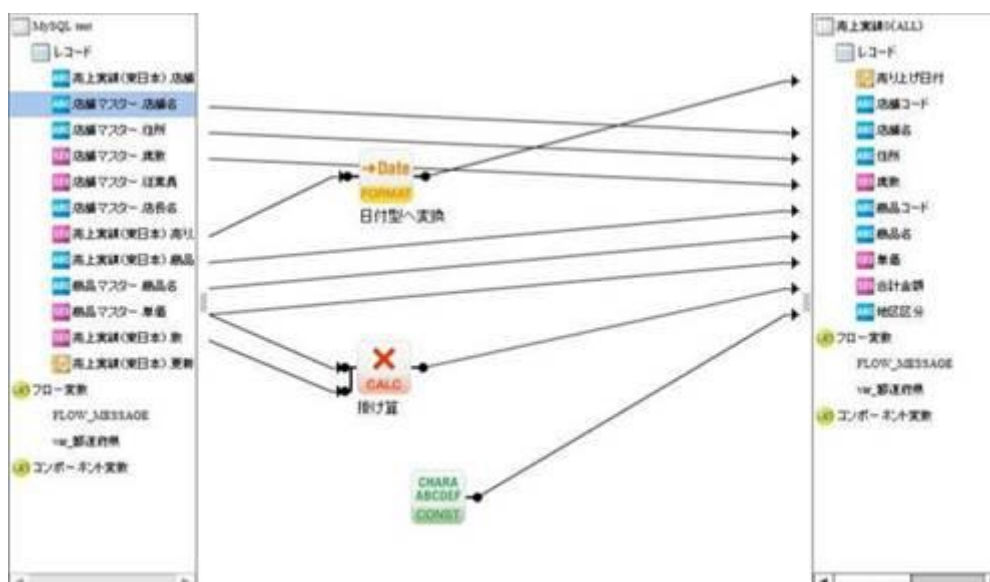 MySQL test
レコード
売上実績(東日本).店舗
店舗マスター.店舗名
店舗マスター.住所
店舗マスター.席数
店舗マスター.従業員
店舗マスター.店長名
売上実績(東日本).売り
売上実績(東日本).商品
商品マスター.商品名
商品マスター.単価
売上実績(東日本).数
売上実績(東日本).更新
フロー変数
FLOW_MESSAGE
var_都道府県
コンポーネント変数
→Date
FORMAT
日付型へ変換
CALC
掛け算
CHARA
ABCDEF
CONST
(ALL)
レコード
売り上げ日付
店舗コード
店舗名
住所
席数
商品コード
商品名
単価
合計金額
地区区分
フロー変数
FLOW_MESSAGE
var_都道府県
コンポーネント変数